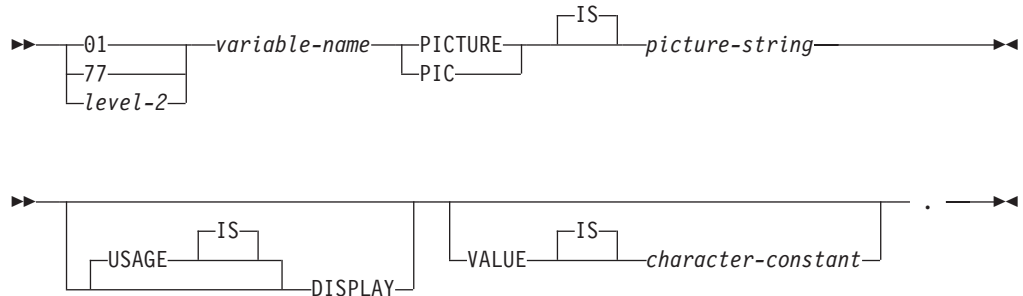 IS
01 variable-name PICTURE picture-string
77 PIC
level-2
IS IS
USAGE VALUE character-constant .
DISPLAY